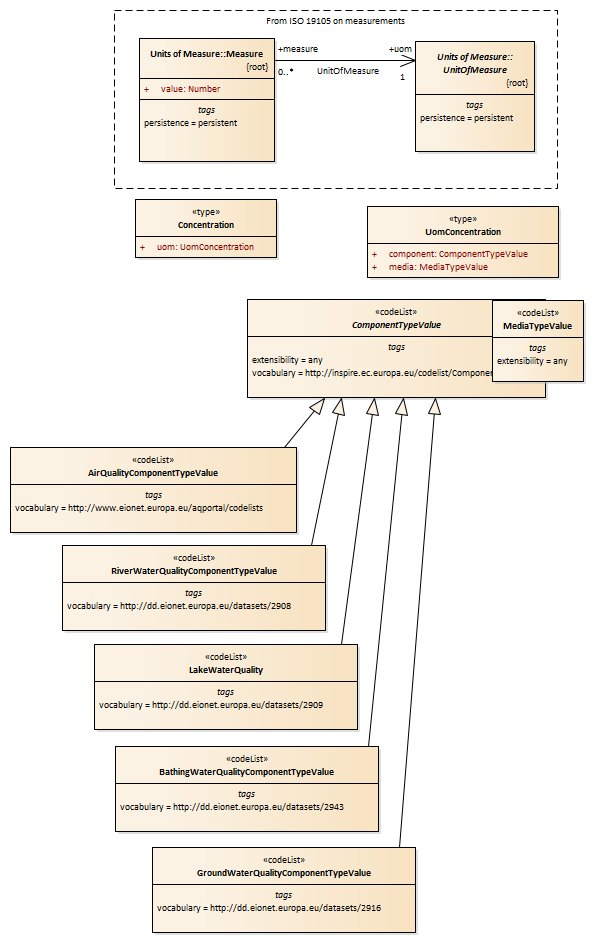 From ISO 19105 on measurements
Units of Measure::Measure
{root}
+ value: Number
tags
persistence = persistent
+measure
+uom
0..*
UnitOfMeasure
1
Units of Measure::
UnitOfMeasure
{root}
tags
persistence = persistent
«type»
Concentration
+ uom: UomConcentration
«type»
UomConcentration
+ component: ComponentTypeValue
+ media: MediaTypeValue
«codeList»
ComponentTypeValue
tags
extensibility = any
vocabulary = http://inspire.ec.europa.eu/codelist/Componen
«codeList»
MediaTypeValue
tags
extensibility = any
«codeList»
AirQualityComponentTypeValue
tags
vocabulary = http://www.eionet.europa.eu/aqportal/codelists
«codeList»
RiverWaterQualityComponentTypeValue
tags
vocabulary = http://dd.eionet.europa.eu/datasets/2908
«codeList»
LakeWaterQuality
tags
vocabulary = http://dd.eionet.europa.eu/datasets/2909
«codeList»
BathingWaterQualityComponentTypeValue
tags
vocabulary = http://dd.eionet.europa.eu/datasets/2943
«codeList»
GroundWaterQualityComponentTypeValue
tags
vocabulary = http://dd.eionet.europa.eu/datasets/2916